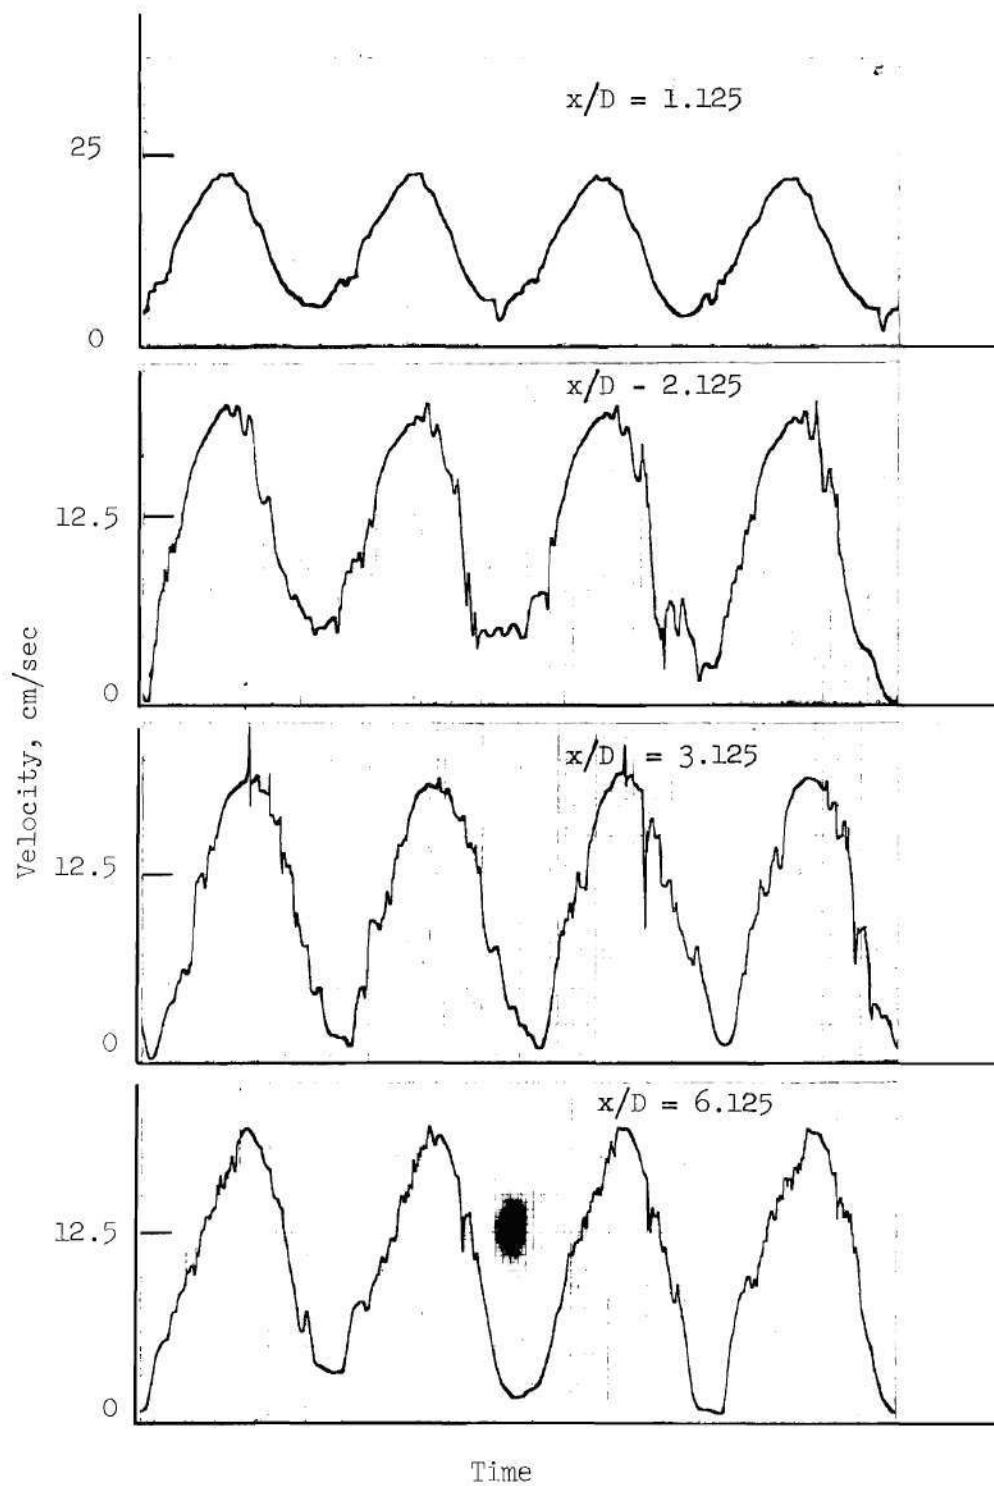 x/D = 1.125
25
0
x/D - 2.125
12.5
0
x/D = 3.125
12.5
0
x/D = 6.125
12.5
0
Velocity, cm/sec
Time